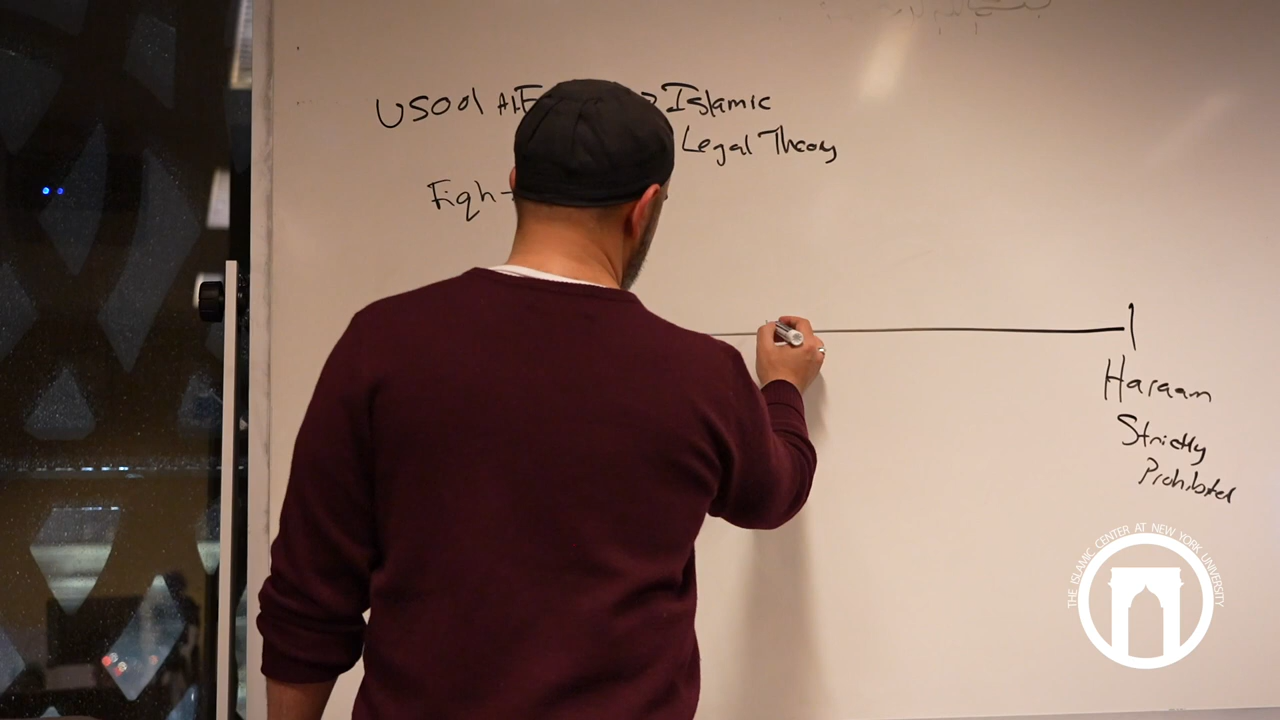 Usool Al F → Islamic
Legal Theory
Fiqh -
Haraam
Strictly
Prohibited
THE ISLAMIC CENTER AT NEW YORK UNIVERSITY